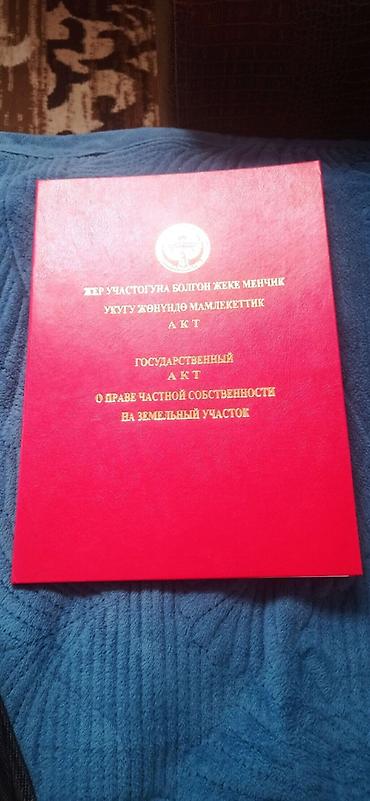 ЖЕР УЧАСТОГУНА БОЛГОН ЖЕКЕ МЕНЧИК
УКУГУ ЖӨНҮНДӨ МАМЛЕКЕТТИК
АКТ
ГОСУДАРСТВЕННЫЙ
АКТ
О ПРАВЕ ЧАСТНОЙ СОБСТВЕННОСТИ
НА ЗЕМЕЛЬНЫЙ УЧАСТОК